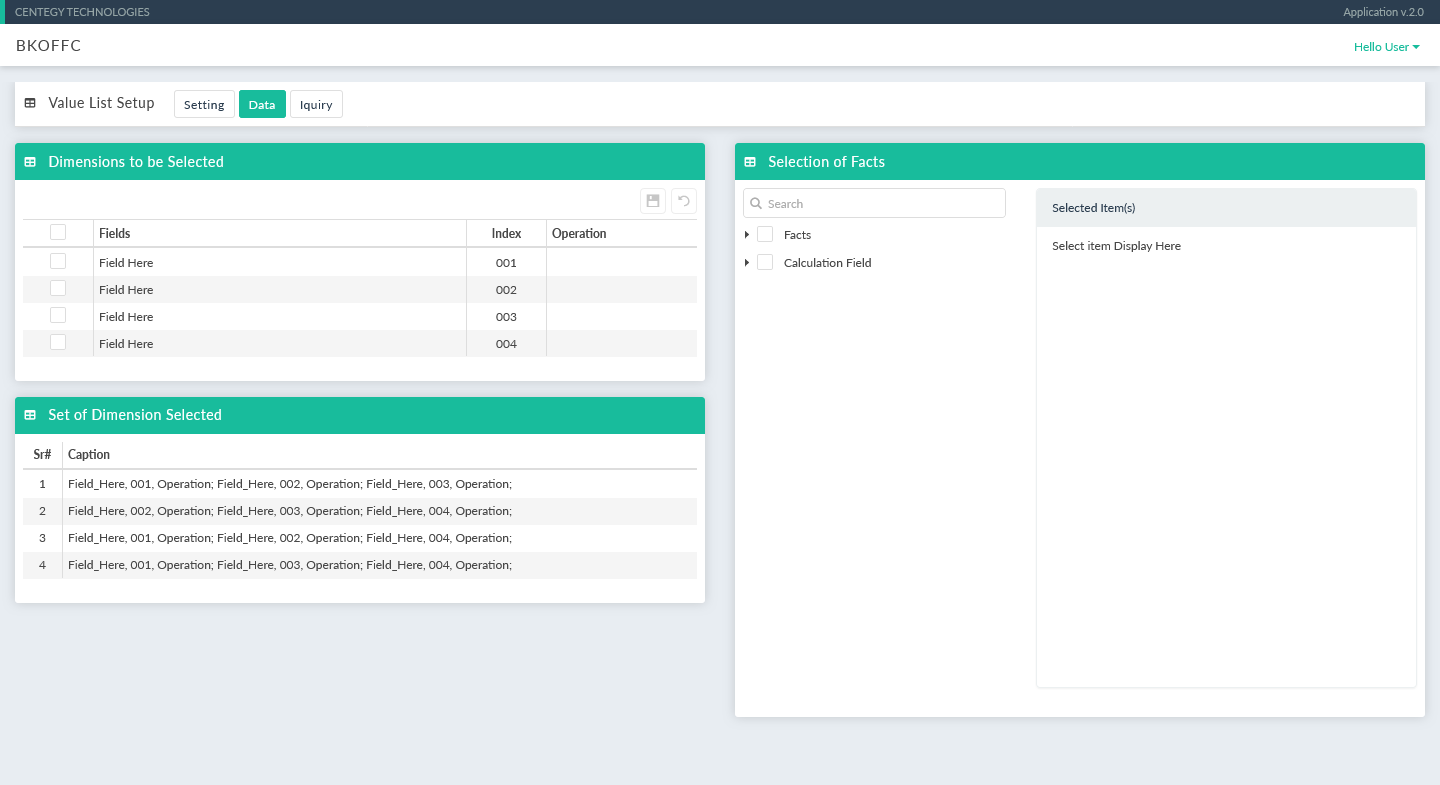 CENTEGY TECHNOLOGIES
Application v.2.0
BKOFFC
Hello User
Value List Setup Setting Data Iquiry
Dimensions to be Selected
Fields Index Operation
Field Here 001
Field Here 002
Field Here 003
Field Here 004
Set of Dimension Selected
Sr# Caption
1 Field_Here, 001, Operation; Field_Here, 002, Operation; Field_Here, 003, Operation;
2 Field_Here, 002, Operation; Field_Here, 003, Operation; Field_Here, 004, Operation;
3 Field_Here, 001, Operation; Field_Here, 002, Operation; Field_Here, 004, Operation;
4 Field_Here, 001, Operation; Field_Here, 003, Operation; Field_Here, 004, Operation;
Selection of Facts
Search
Facts
Calculation Field
Selected Item(s)
Select item Display Here